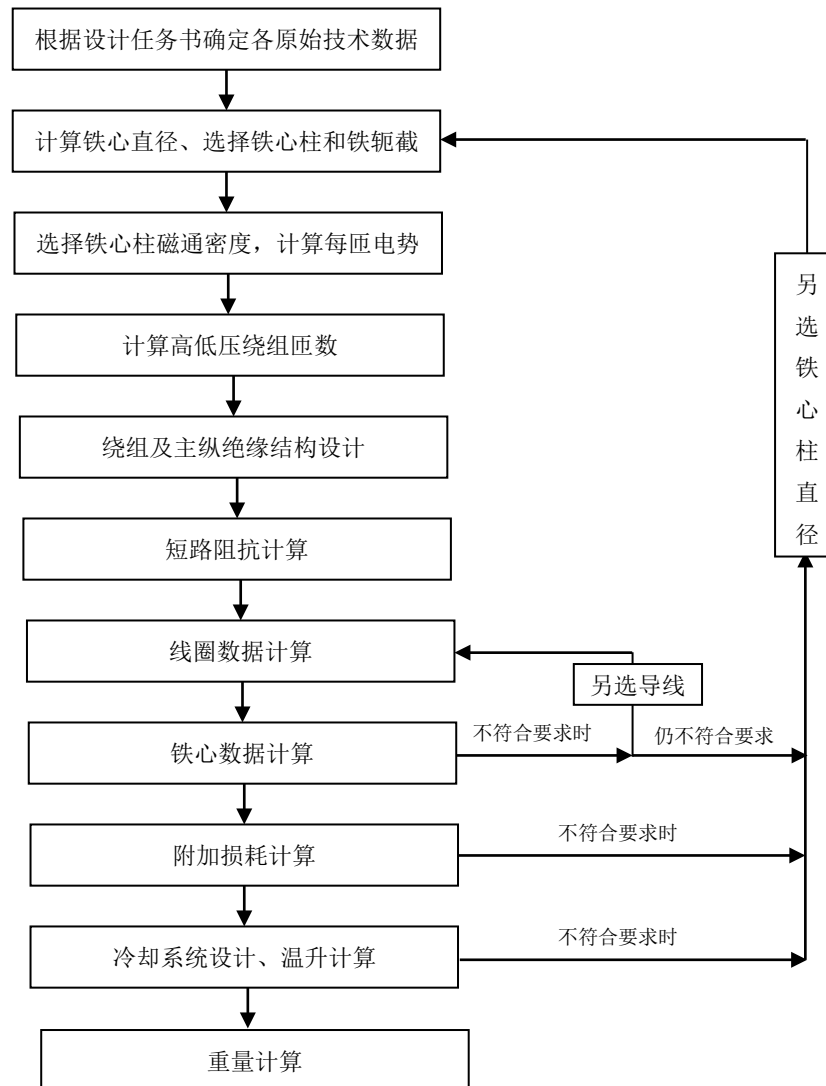 根据设计任务书确定各原始技术数据
计算铁心直径、选择铁心柱和铁轭截
选择铁心柱磁通密度，计算每匝电势
计算高低压绕组匝数
绕组及主纵绝缘结构设计
短路阻抗计算
线圈数据计算
另选导线
铁心数据计算
不符合要求时
仍不符合要求
附加损耗计算
不符合要求时
冷却系统设计、温升计算
不符合要求时
重量计算
另
选
铁
心
柱
直
径